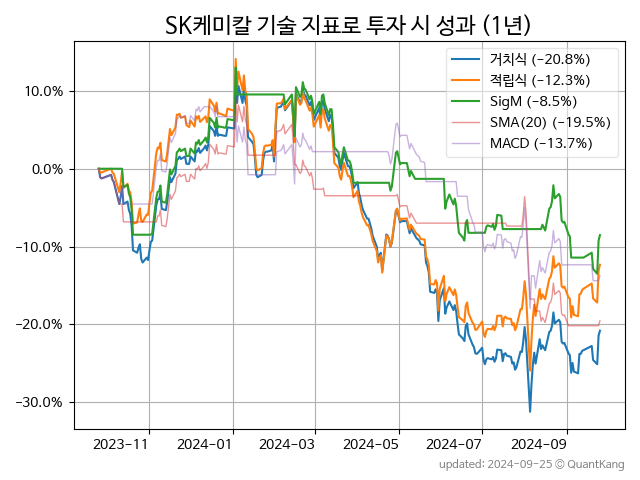 SK케미칼 기술 지표로 투자 시 성과 (1년)
거치식 (−20.8%)
적립식 (−12.3%)
SigM (−8.5%)
SMA(20) (−19.5%)
MACD (−13.7%)
10.0%
0.0%
−10.0%
−20.0%
−30.0%
2023-11 2024-01 2024-03 2024-05 2024-07 2024-09
updated: 2024-09-25 © QuantKang